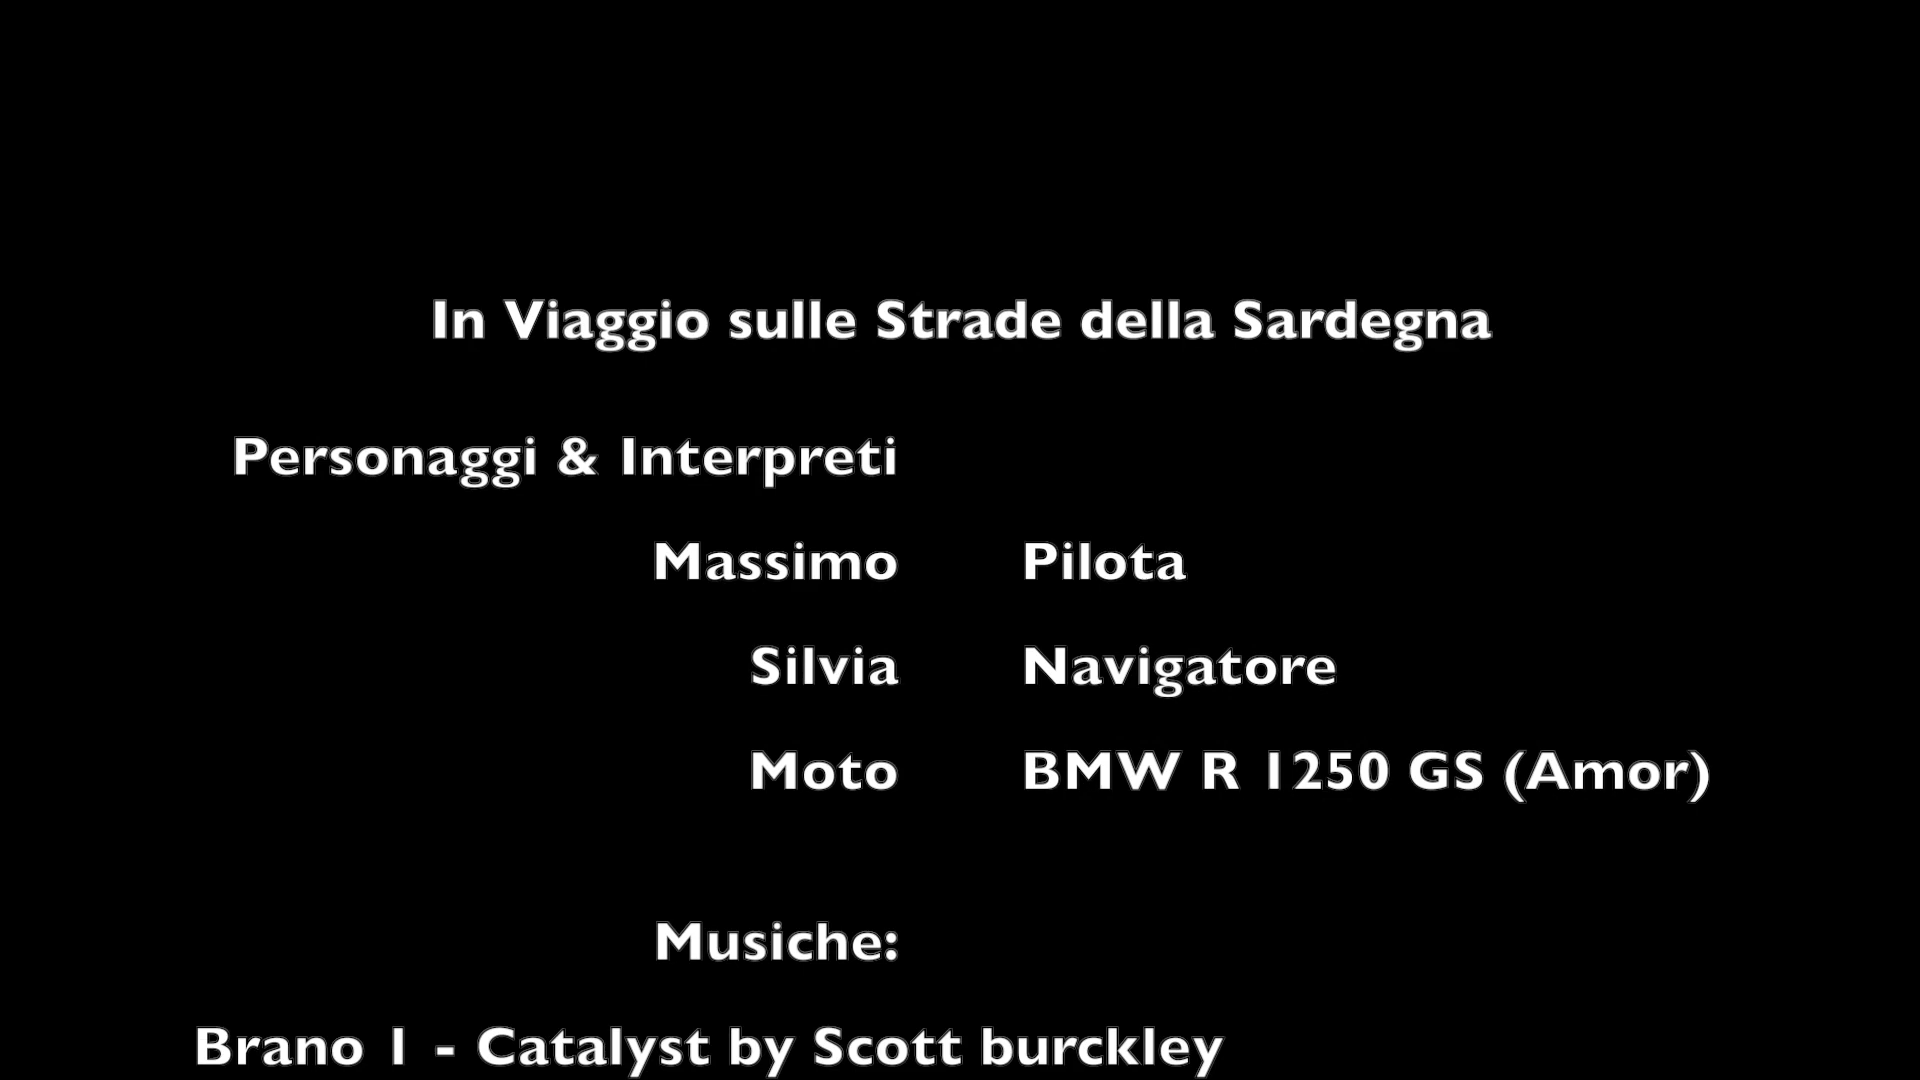 In Viaggio sulle Strade della Sardegna
Personaggi & Interpreti
Massimo Pilota
Silvia Navigatore
Moto BMW R 1250 GS (Amor)
Musiche:
Brano 1 - Catalyst by Scott burckley